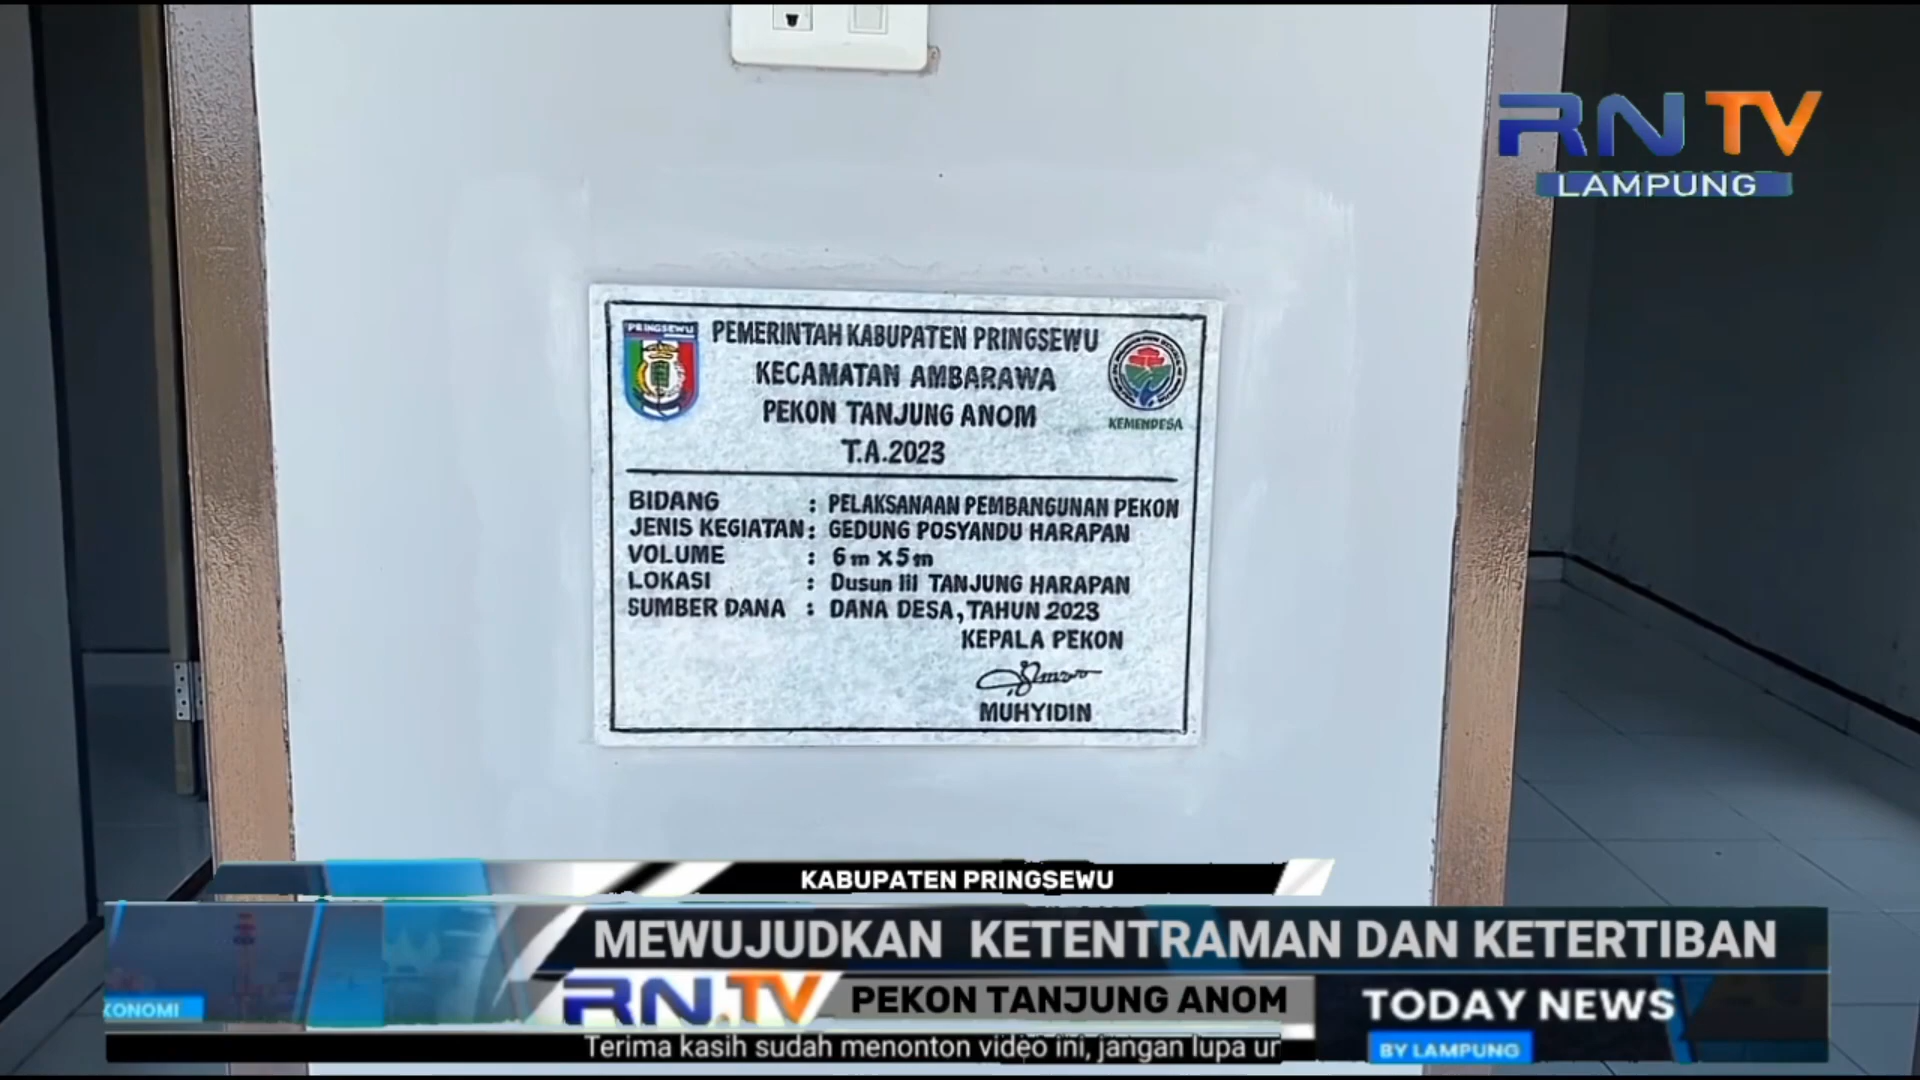 RN TV
LAMPUNG
PRINGSEWU
PEMERINTAH KABUPATEN PRINGSEWU
KECAMATAN AMBARAWA
PEKON TANJUNG ANOM
T.A.2023
KEMENDESA
BIDANG : PELAKSANAAN PEMBANGUNAN PEKON
JENIS KEGIATAN : GEDUNG POSYANDU HARAPAN
VOLUME : 6m X 5m
LOKASI : Dusun III TANJUNG HARAPAN
SUMBER DANA : DANA DESA, TAHUN 2023
KEPALA PEKON
MUHYIDIN
KABUPATEN PRINGSEWU
MEWUJUDKAN KETENTRAMAN DAN KETERTIBAN
KONOMI
RN.TV
PEKON TANJUNG ANOM
TODAY NEWS
BY LAMPUNG
Terima kasih sudah menonton video ini, jangan lupa ur